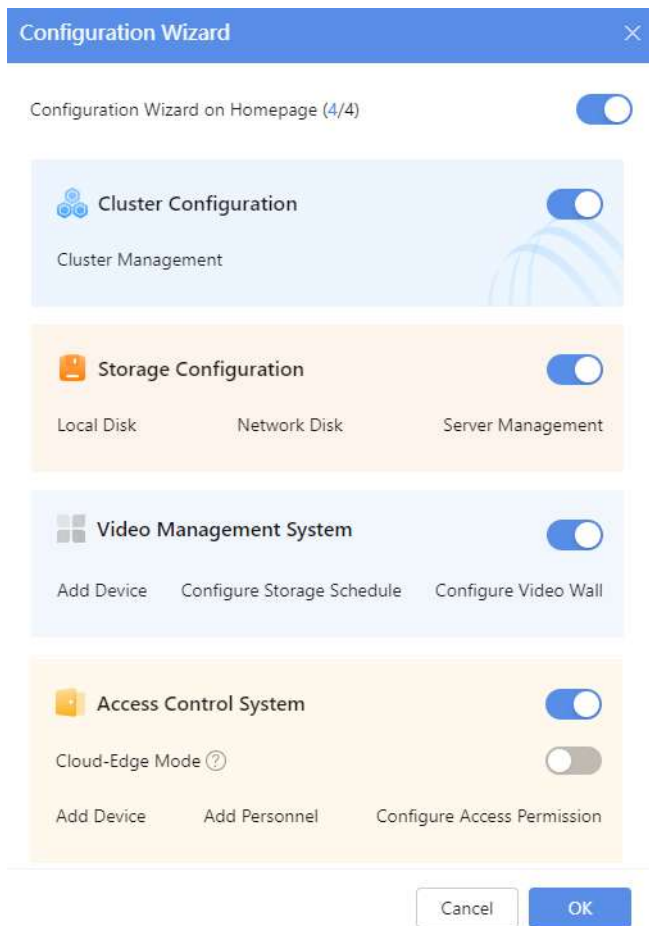 Configuration Wizard
Configuration Wizard on Homepage (4/4)
Cluster Configuration
Cluster Management
Storage Configuration
Local Disk Network Disk Server Management
Video Management System
Add Device Configure Storage Schedule Configure Video Wall
Access Control System
Cloud-Edge Mode ?
Add Device Add Personnel Configure Access Permission
Cancel OK